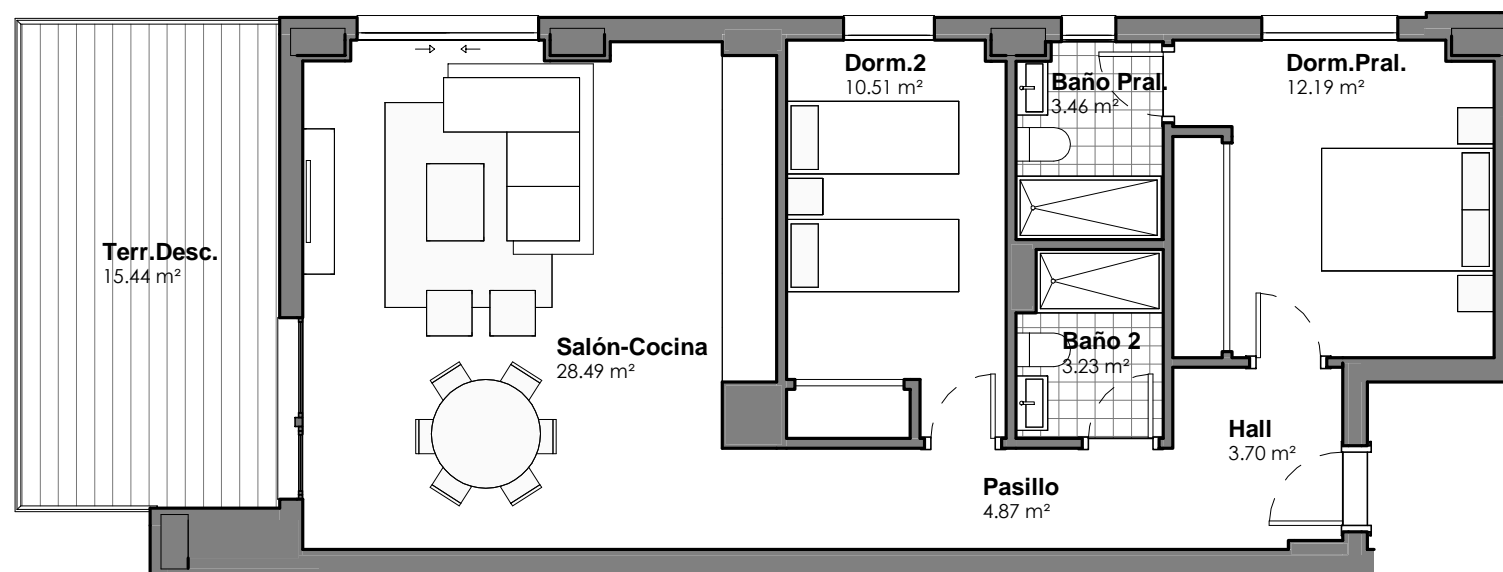 Dorm.2
10.51 m²
Baño Pral.
3.46 m²
Dorm.Pral.
12.19 m²
Terr.Desc.
15.44 m²
Salón-Cocina
28.49 m²
Baño 2
3.23 m²
Hall
3.70 m²
Pasillo
4.87 m²